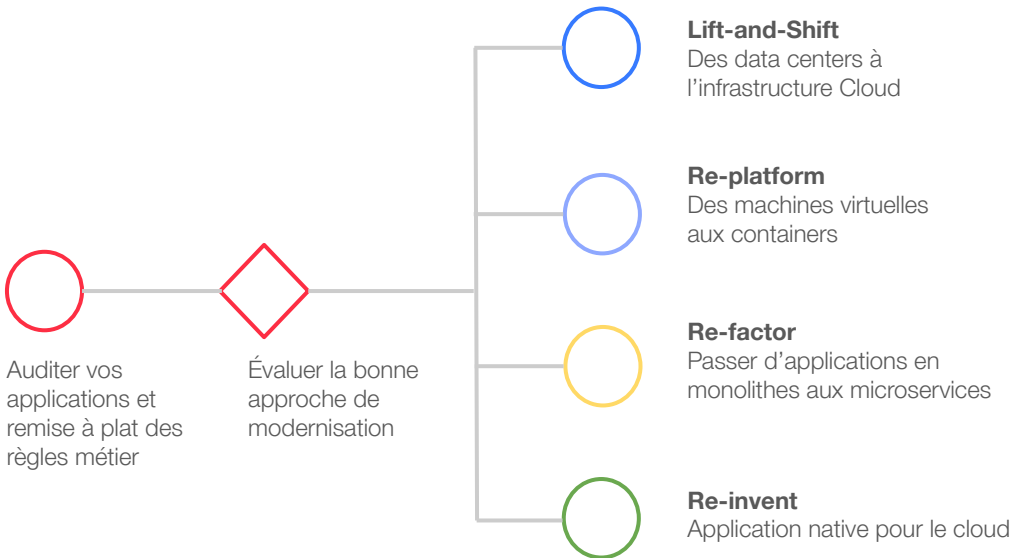 Auditer vos
applications et
remise à plat des
règles métier
Évaluer la bonne
approche de
modernisation
Lift-and-Shift
Des data centers à
l’infrastructure Cloud
Re-platform
Des machines virtuelles
aux containers
Re-factor
Passer d’applications en
monolithes aux microservices
Re-invent
Application native pour le cloud